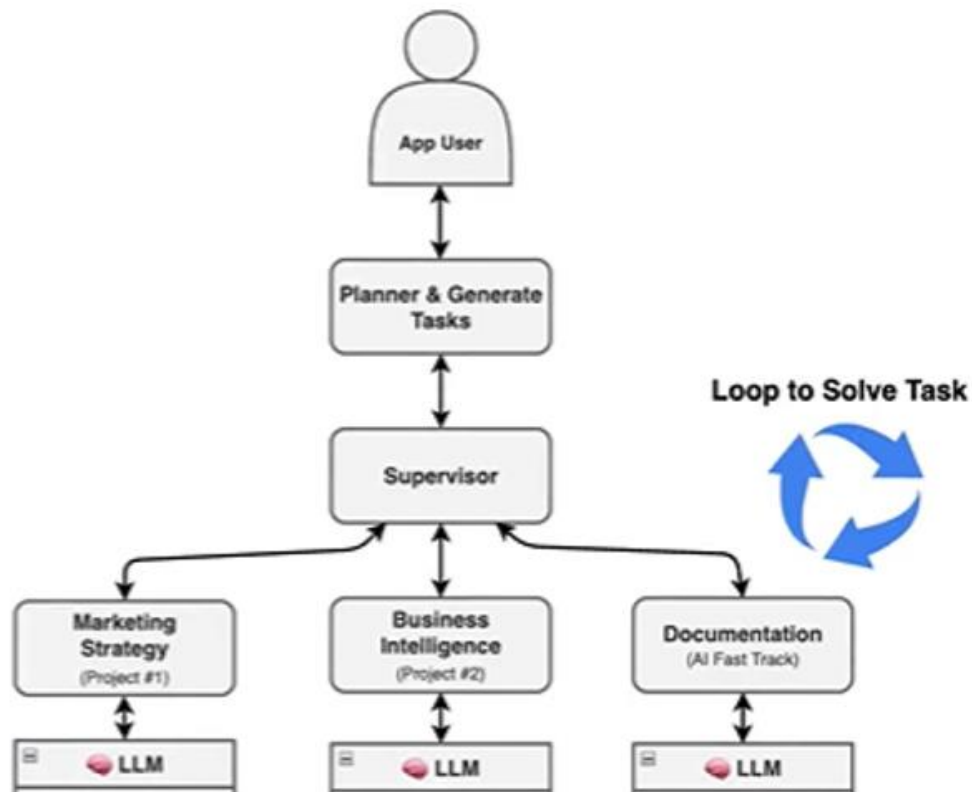 App User
Planner & Generate
Tasks
Loop to Solve Task
Supervisor
Marketing
Strategy
(Project #1)
Business
Intelligence
(Project #2)
Documentation
(AI Fast Track)
LLM
LLM
LLM